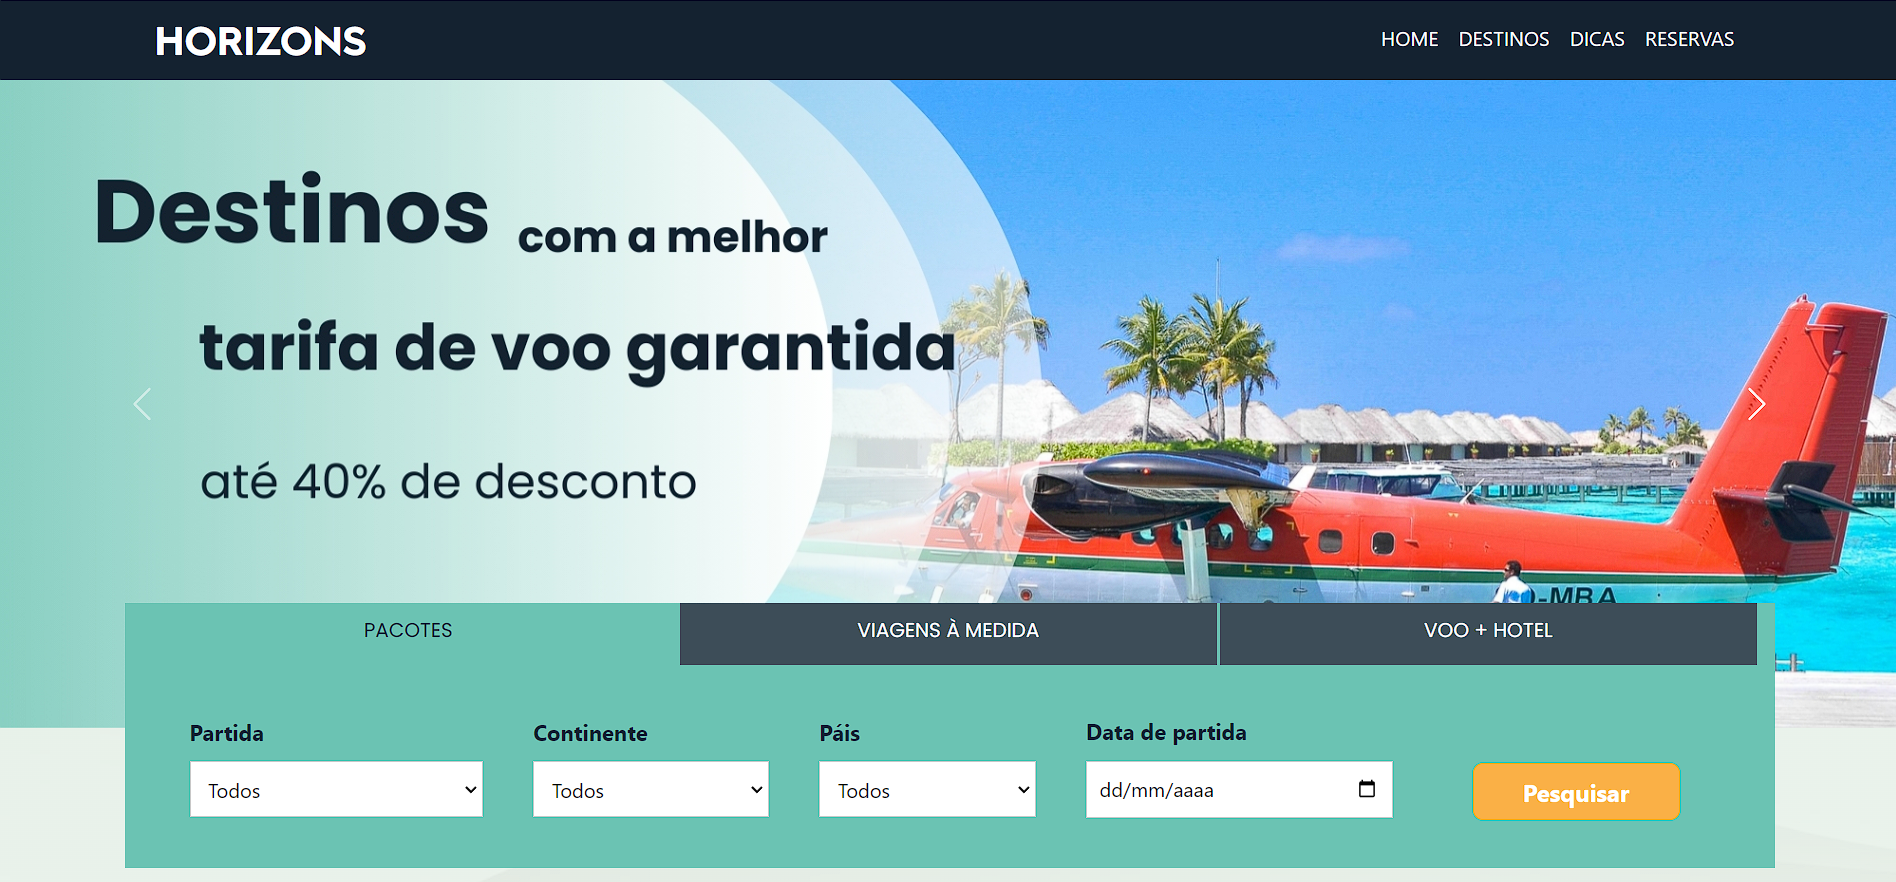 HORIZONS
HOME DESTINOS DICAS RESERVAS
Destinos com a melhor
tarifa de voo garantida
até 40% de desconto
-MBA
PACOTES VIAGENS À MEDIDA VOO + HOTEL
Partida Continente Páis Data de partida
Todos Todos Todos dd/mm/aaaa Pesquisar